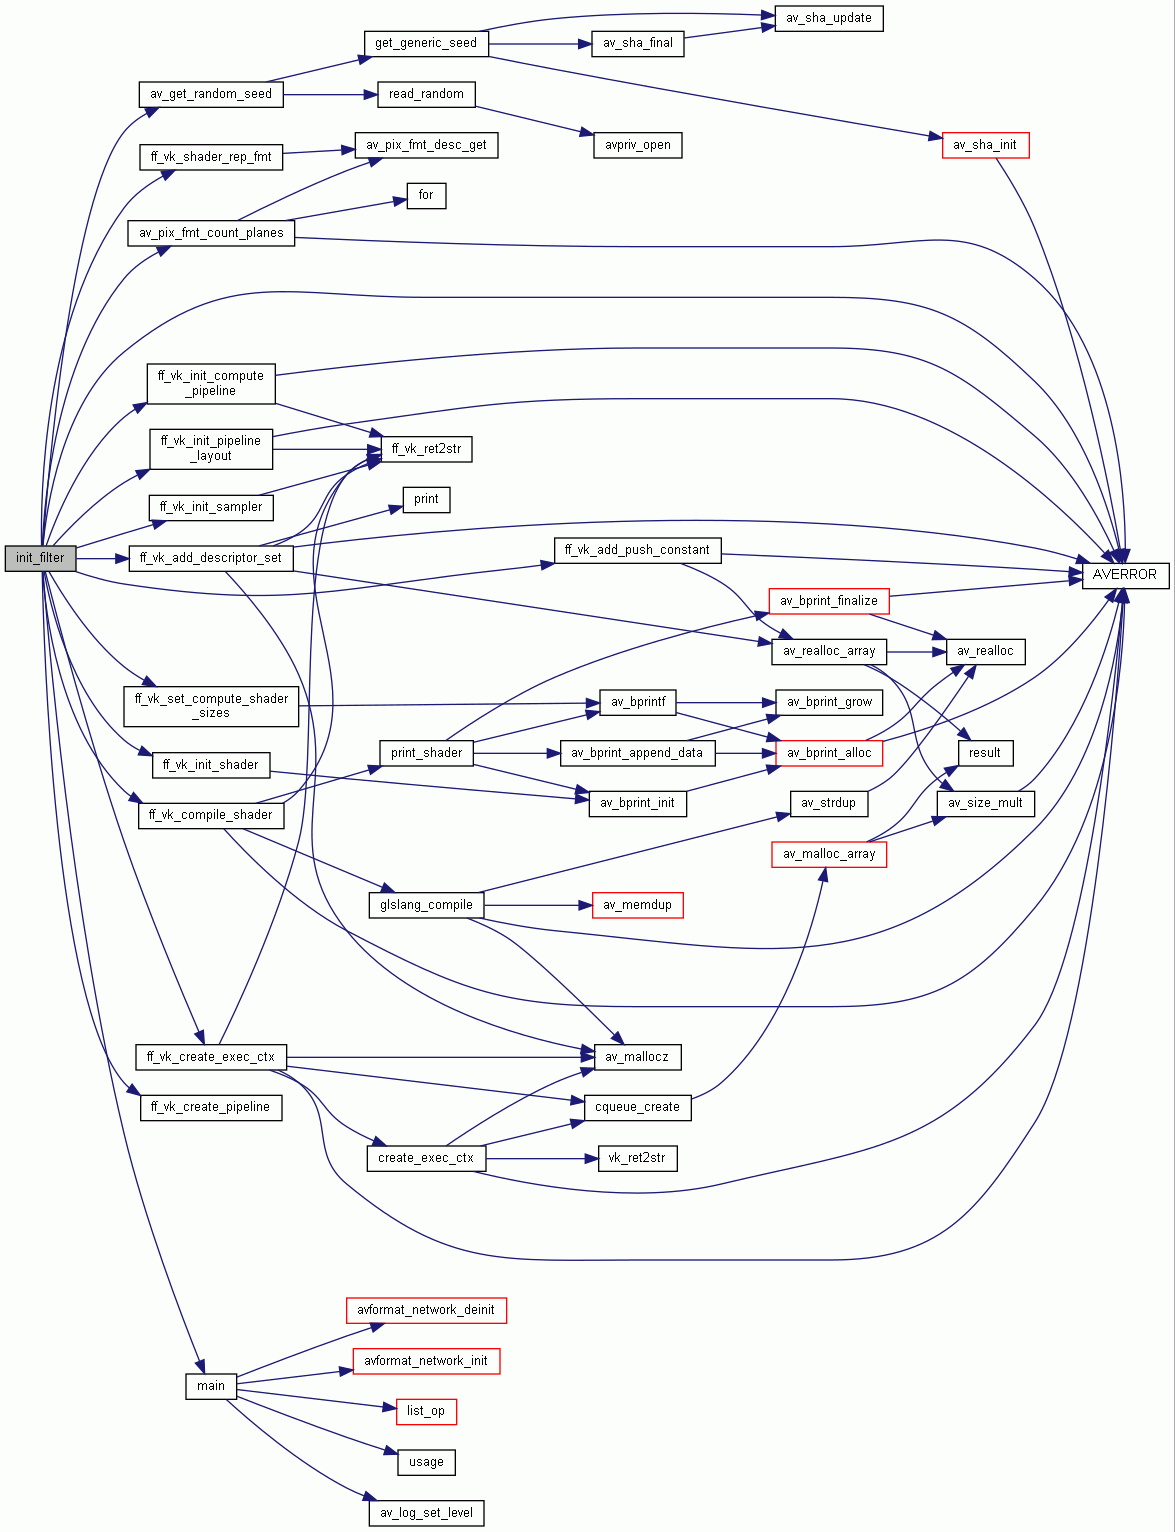 av_sha_update
get_generic_seed
av_sha_final
av_get_random_seed
read_random
av_pix_fmt_desc_get
avpriv_open
av_sha_init
ff_vk_shader_rep_fmt
for
av_pix_fmt_count_planes
ff_vk_init_compute
_pipeline
ff_vk_init_pipeline
_layout
ff_vk_ret2str
ff_vk_init_sampler
print
init_filter
ff_vk_add_descriptor_set
ff_vk_add_push_constant
AVERROR
av_bprint_finalize
av_realloc_array
av_realloc
ff_vk_set_compute_shader
_sizes
av_bprintf
av_bprint_grow
print_shader
av_bprint_append_data
av_bprint_alloc
result
ff_vk_init_shader
av_bprint_init
av_strdup
av_size_mult
ff_vk_compile_shader
av_malloc_array
glslang_compile
av_memdup
ff_vk_create_exec_ctx
av_mallocz
ff_vk_create_pipeline
cqueue_create
create_exec_ctx
vk_ret2str
avformat_network_deinit
avformat_network_init
main
list_op
usage
av_log_set_level